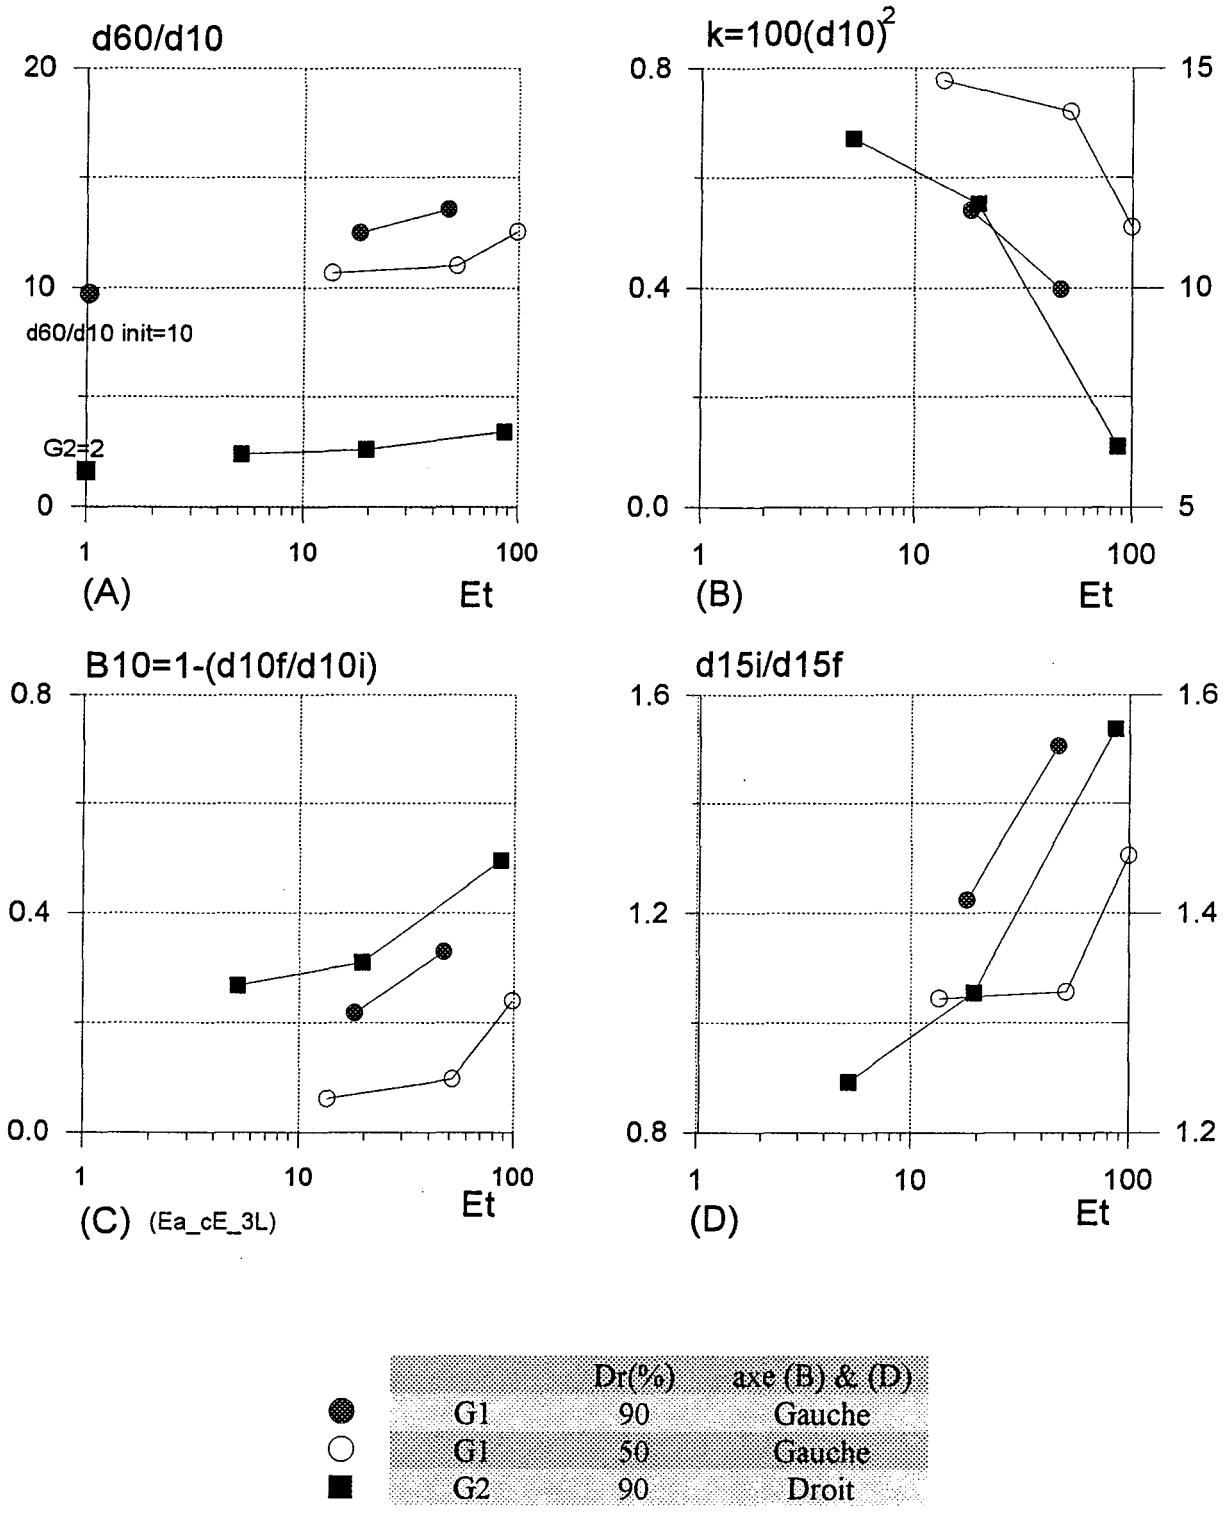 d60/d10
20
10
0
d60/d10 init=10
G2=2
1 10 100
(A) Et
k=100(d10)²
0.8 15
0.4 10
0.0 5
1 10 100
(B) Et
B10=1-(d10f/d10i)
0.8
0.4
0.0
1 10 100
(C) (Ea_cE_3L) Et
d15i/d15f
1.6 1.6
1.2 1.4
0.8 1.2
1 10 100
(D) Et
Dr(%) axe (B) & (D)
G1 90 Gauche
G1 50 Gauche
G2 90 Droit